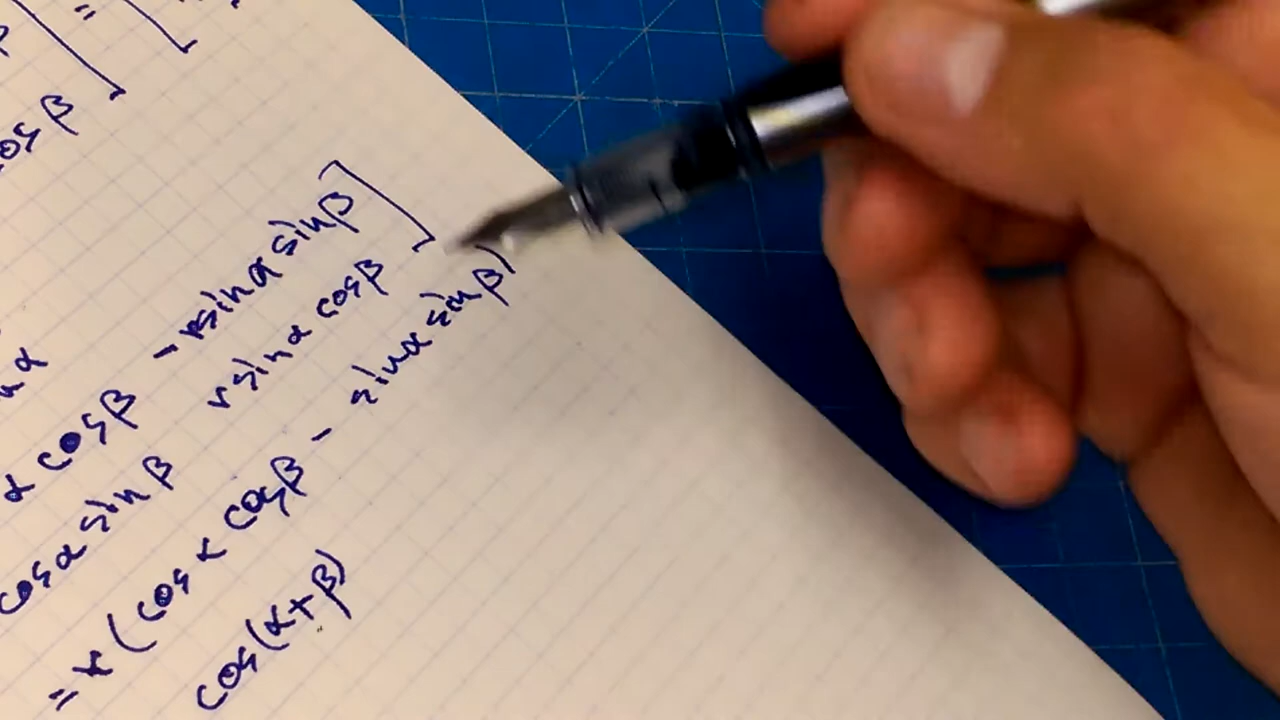 β] = [
cos β]
α
α cos β - r sin α sin β]
cos α sin β r sin α cos β
= r (cos α cos β - sin α sin β)
cos(α + β)